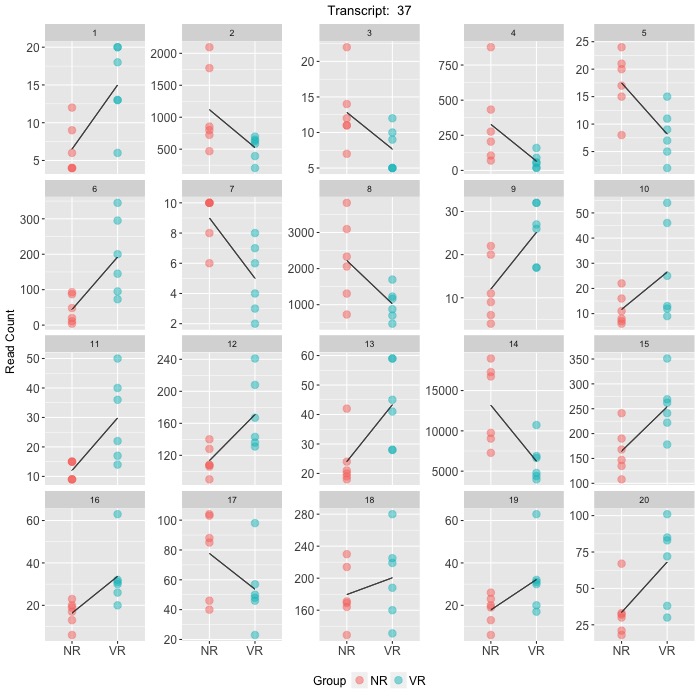 Transcript: 37
1 2 3 4 5
20 15 10 5
2000 1500 1000 500
20 15 10 5
750 500 250 0
25 20 15 10 5
6 7 8 9 10
300 200 100 0
10 8 6 4 2
3000 2000 1000
30 20 10
50 40 30 20 10
Read Count
11 12 13 14 15
50 40 30 20 10
240 200 160 120
60 50 40 30 20
15000 10000 5000
350 300 250 200 150 100
16 17 18 19 20
60 40 20
100 80 60 40 20
280 240 200 160
60 40 20
100 75 50 25
NR VR NR VR NR VR NR VR NR VR
Group NR VR